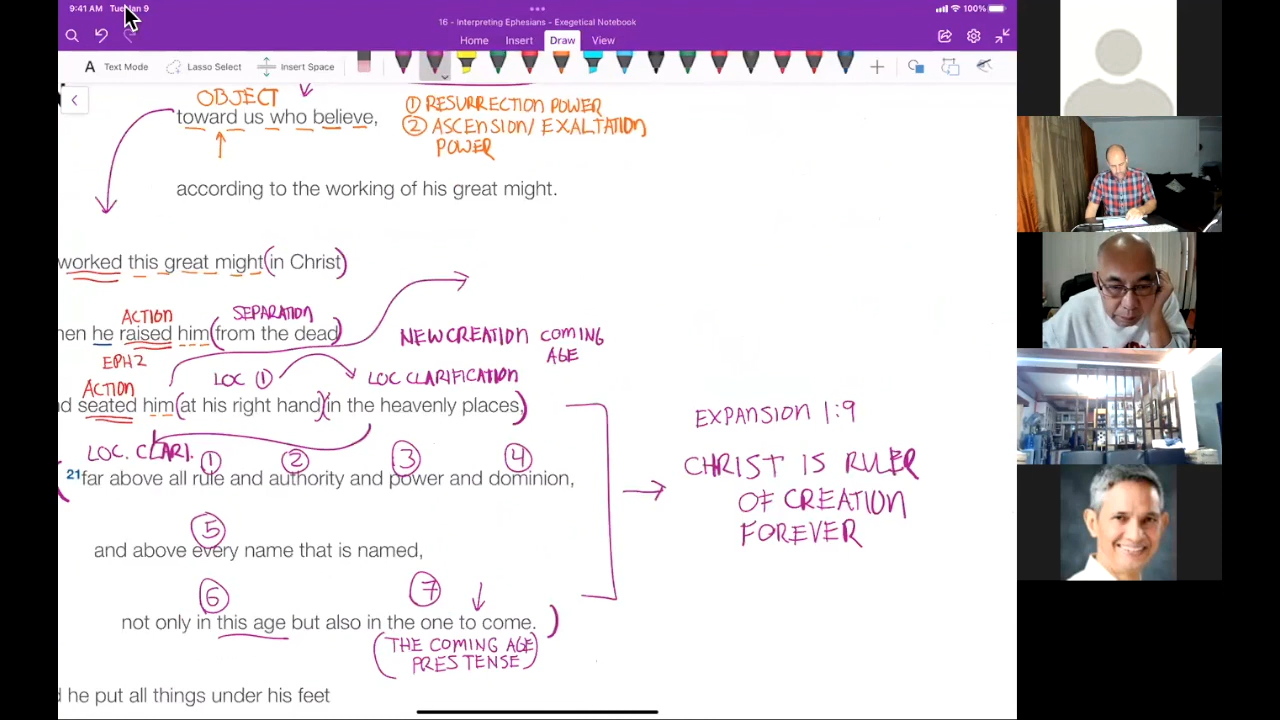 9:41 AM Tue Jan 9
100%
16 - Interpreting Ephesians - Exegetical Notebook
Home Insert Draw View
A Text Mode Lasso Select Insert Space
OBJECT
toward us who believe,
① RESURRECTION POWER
② ASCENSION/EXALTATION
POWER
according to the working of his great might.
worked this great might (in Christ)
ACTION SEPARATION
hen he raised him (from the dead)
EPH2
NEW CREATION COMING
AGE
ACTION LOC ① LOC CLARIFICATION
d seated him (at his right hand)(in the heavenly places,)
EXPANSION 1:9
LOC. CLARI. ① ② ③ ④
(21far above all rule and authority and power and dominion,
CHRIST IS RULER
OF CREATION
FOREVER
⑤
and above every name that is named,
⑥ ⑦
not only in this age but also in the one to come. )
(THE COMING AGE
PRES TENSE)
d he put all things under his feet